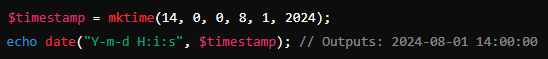 $timestamp = mktime(14, 0, 0, 8, 1, 2024);
echo date("Y-m-d H:i:s", $timestamp); // Outputs: 2024-08-01 14:00:00